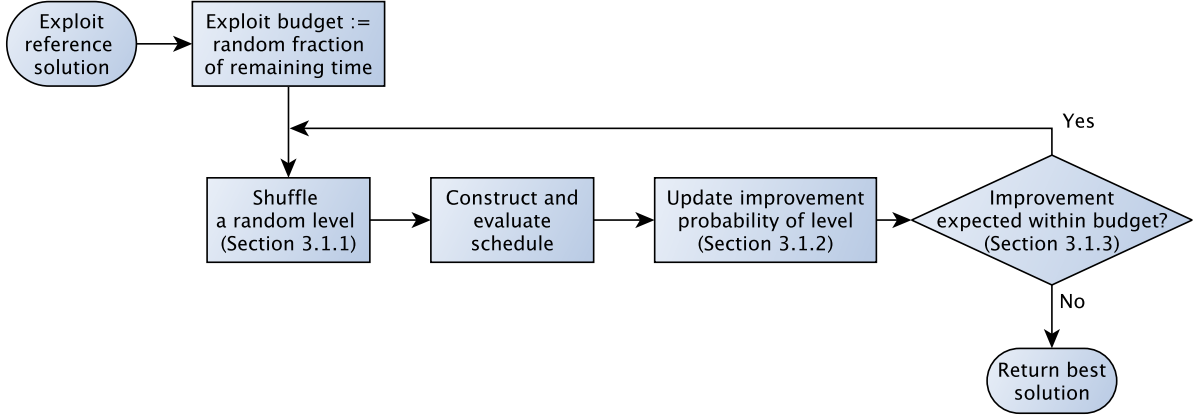 Exploit
reference
solution
Exploit budget :=
random fraction
of remaining time
Yes
Shuffle
a random level
(Section 3.1.1)
Construct and
evaluate
schedule
Update improvement
probability of level
(Section 3.1.2)
Improvement
expected within budget?
(Section 3.1.3)
No
Return best
solution